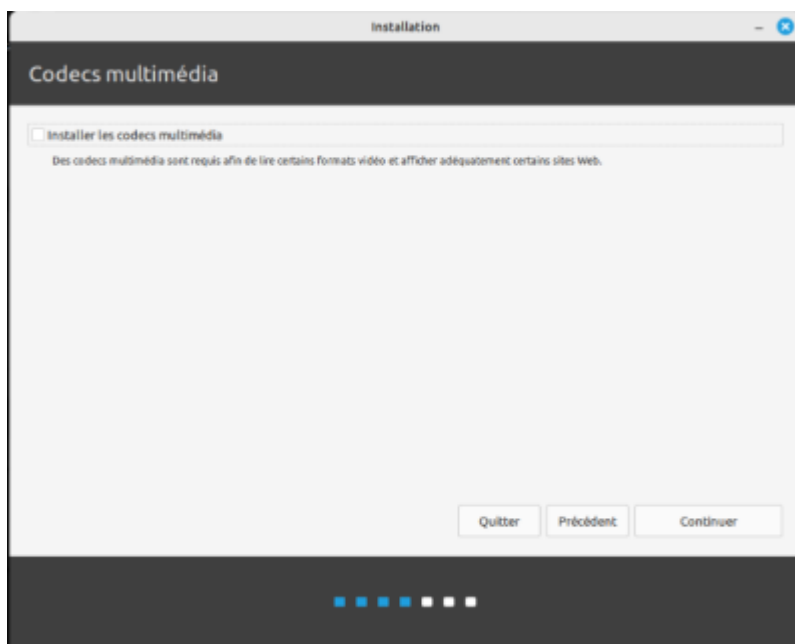 Installation
Codecs multimédia
Installer les codecs multimédia
Des codecs multimédia sont requis afin de lire certains formats vidéo et afficher adéquatement certains sites Web.
Quitter
Précédent
Continuer